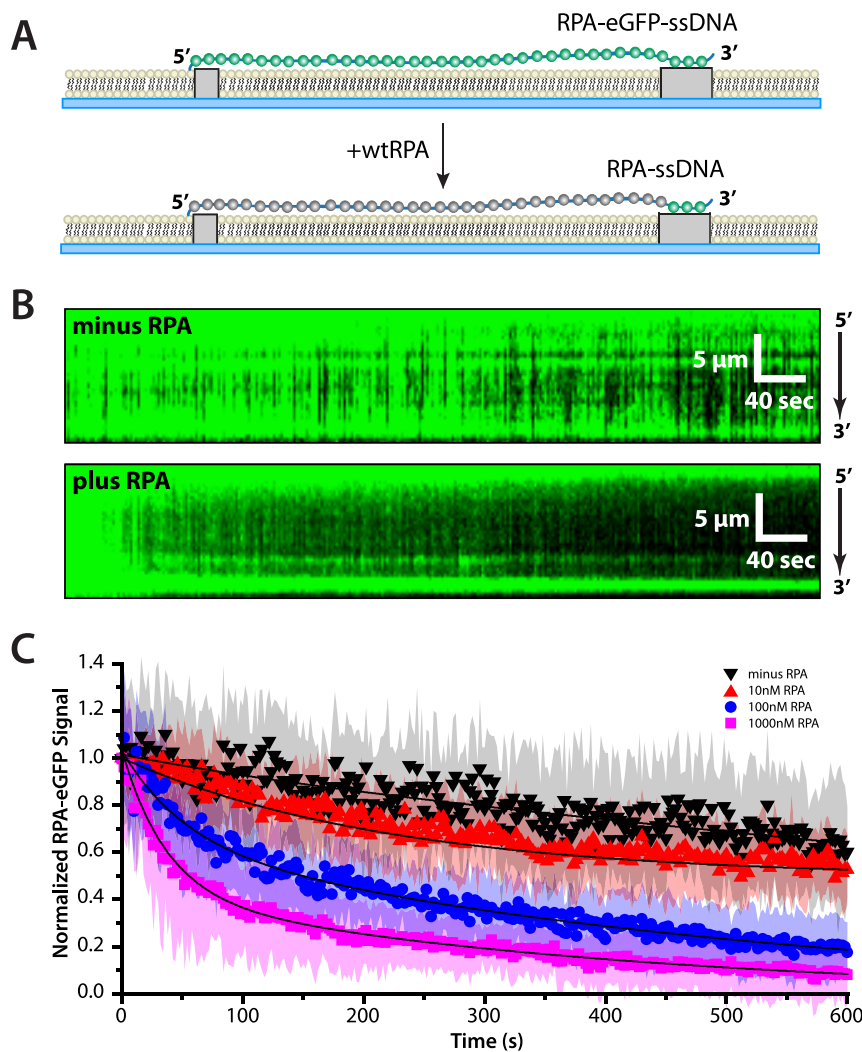 A
RPA-eGFP-ssDNA
5’
3’
+wtRPA
RPA-ssDNA
5’
3’
B
minus RPA
5 µm
40 sec
5’
3’
plus RPA
5 µm
40 sec
5’
3’
C
Normalized RPA-eGFP Signal
1.4
1.2
1.0
0.8
0.6
0.4
0.2
0.0
minus RPA
10nM RPA
100nM RPA
1000nM RPA
0 100 200 300 400 500 600
Time (s)